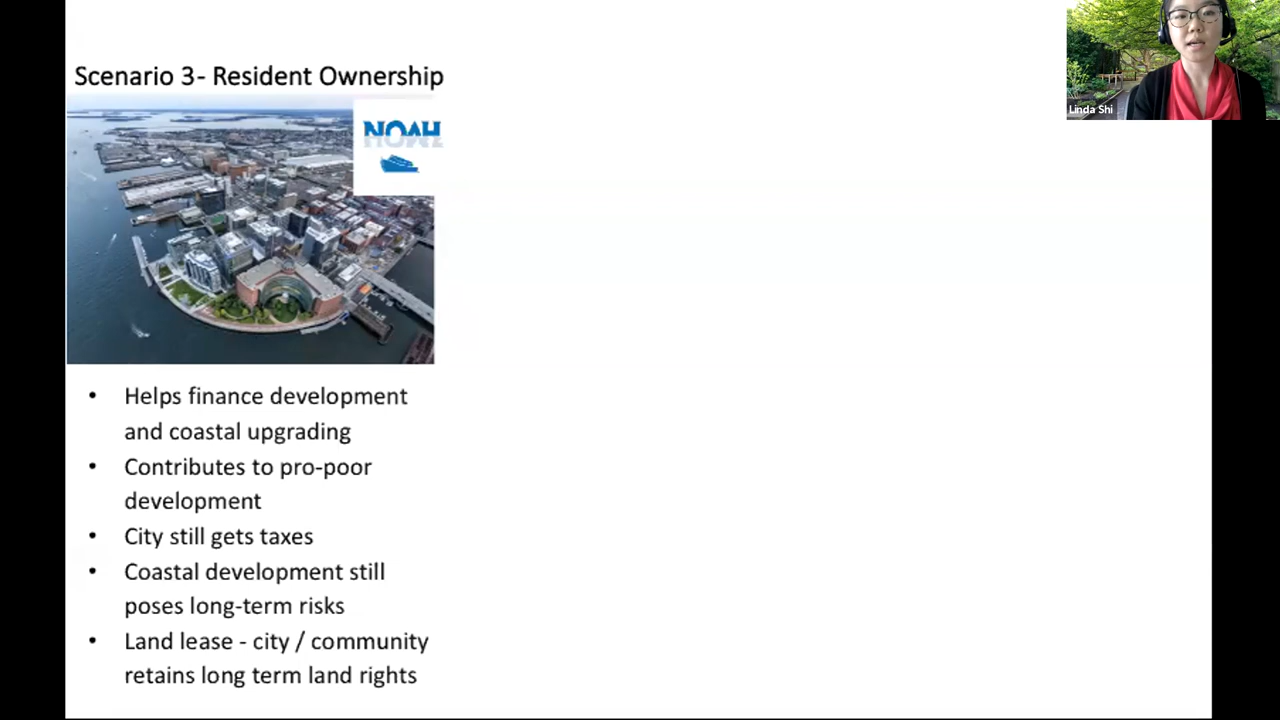 Linda Shi
Scenario 3- Resident Ownership
NOAH
• Helps finance development
and coastal upgrading
• Contributes to pro-poor
development
• City still gets taxes
• Coastal development still
poses long-term risks
• Land lease - city / community
retains long term land rights